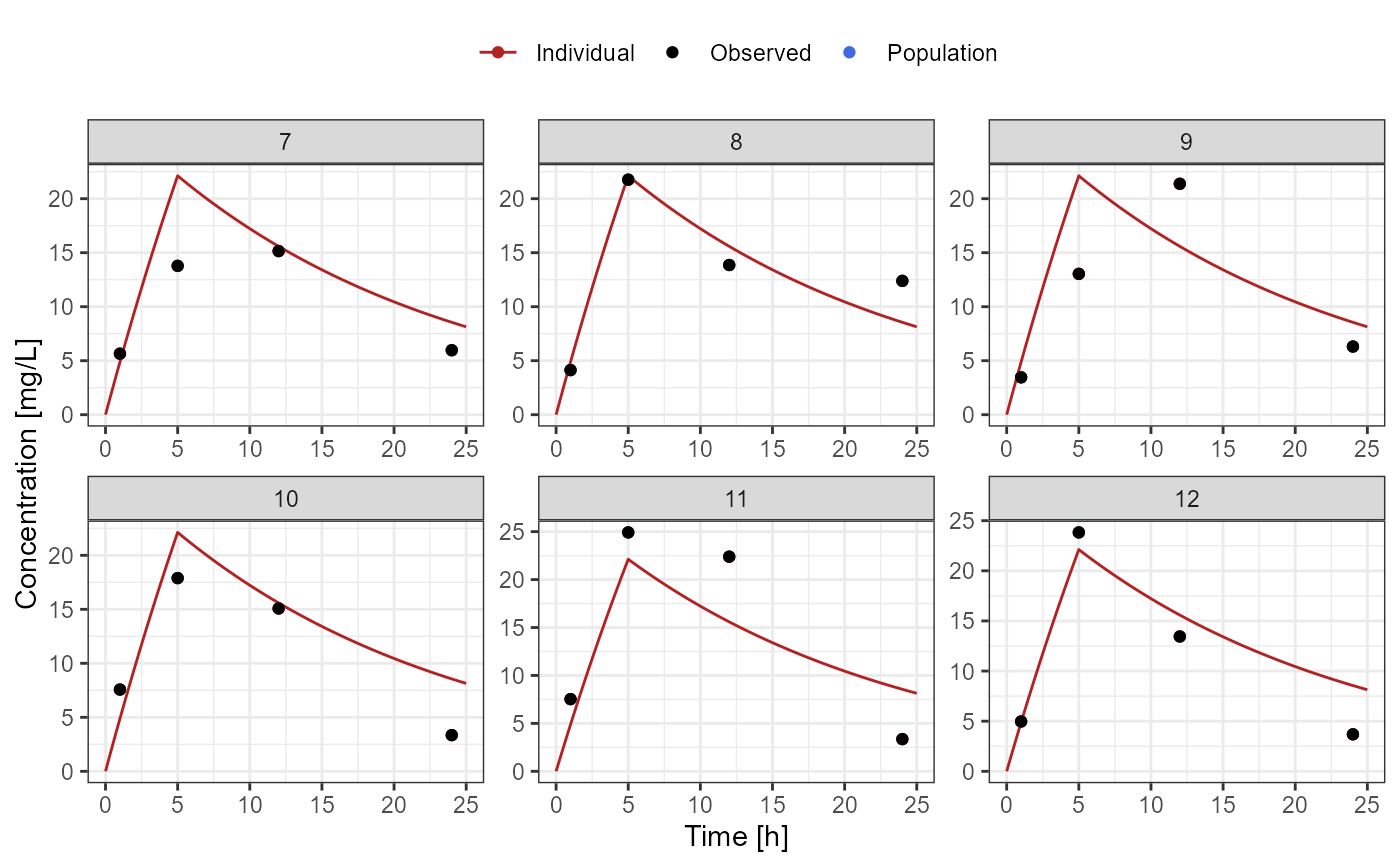 Individual Observed Population
7 8 9
20 20 20
15 15 15
10 10 10
5 5 5
0 0 0
0 5 10 15 20 25 0 5 10 15 20 25 0 5 10 15 20 25
Concentration [mg/L]
10 11 12
20 25 25
15 20 20
10 15 15
5 10 10
0 5 5
0 0
0 5 10 15 20 25 0 5 10 15 20 25 0 5 10 15 20 25
Time [h]